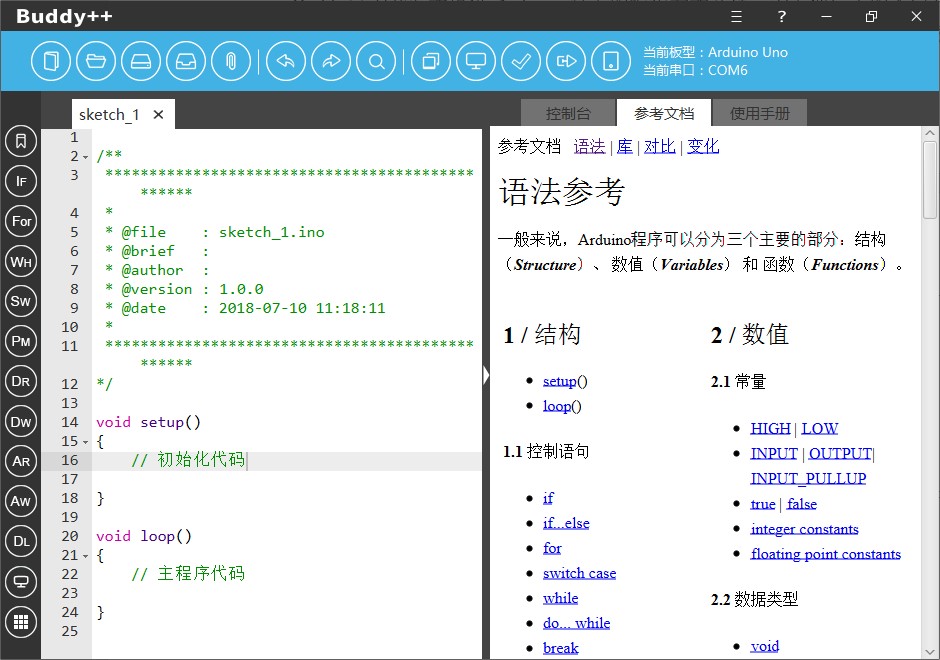 Buddy++
?
当前板型：Arduino Uno
当前串口：COM6
sketch_1
控制台
参考文档
使用手册
IF
For
WH
SW
PM
DR
DW
AR
AW
DL
1
2 /**
3 ******************************************
******
4 *
5 * @file    : sketch_1.ino
6 * @brief   :
7 * @author  :
8 * @version : 1.0.0
9 * @date    : 2018-07-10 11:18:11
10 *
11 ******************************************
******
12 */
13
14 void setup()
15 {
16 // 初始化代码
17
18 }
19
20 void loop()
21 {
22 // 主程序代码
23
24 }
25
参考文档 语法 | 库 | 对比 | 变化
语法参考
一般来说，Arduino程序可以分为三个主要的部分：结构
（Structure）、数值（Variables） 和 函数（Functions）。
1 / 结构
setup()
loop()
1.1 控制语句
if
if...else
for
switch case
while
do... while
break
2 / 数值
2.1 常量
HIGH | LOW
INPUT | OUTPUT|
INPUT_PULLUP
true | false
integer constants
floating point constants
2.2 数据类型
void